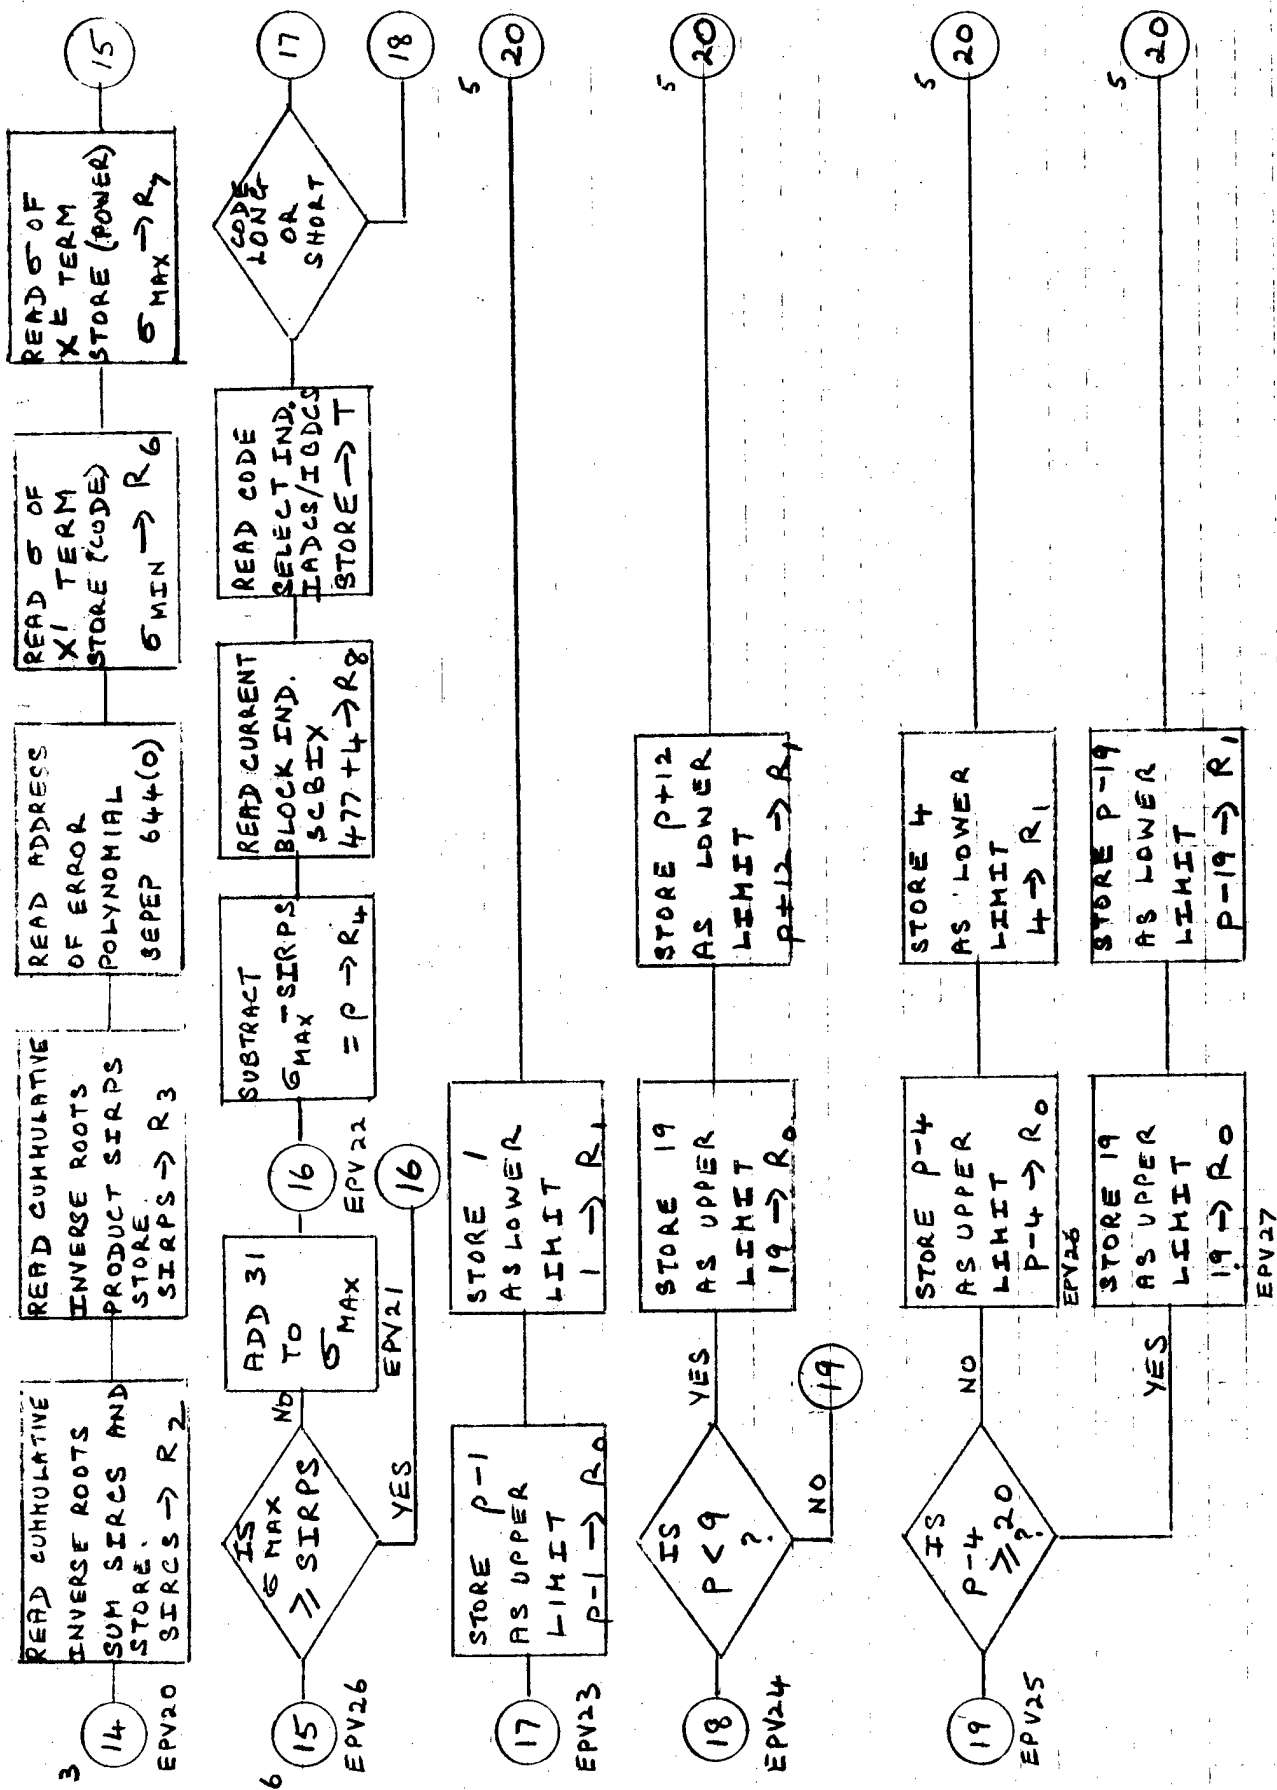 3
14
EPV20
READ CUMMULATIVE
INVERSE ROOTS
SUM SIRCS AND
STORE.
SIRCS → R2
READ CUMMULATIVE
INVERSE ROOTS
PRODUCT SIRPS
STORE.
SIRPS → R3
READ ADDRESS
OF ERROR
POLYNOMIAL
SEPEP 644(0)
READ σ OF
X' TERM
STORE (CODE)
σ MIN → R6
READ σ OF
X^t TERM
STORE (POWER)
σ MAX → R7
15
6
15
EPV26
IS
σ MAX
⩾ SIRPS
NO
YES
ADD 31
TO
σ MAX
EPV21
16
EPV22
16
SUBTRACT
σ MAX - SIRPS
= P → R4
READ CURRENT
BLOCK IND.
SCBIX
477+4 → R8
READ CODE
SELECT IND.
IADCS/IBDCS
STORE → T
CODE
LONG
OR
SHORT
17
18
17
EPV23
STORE P-1
AS UPPER
LIMIT
P-1 → R0
STORE 1
AS LOWER
LIMIT
1 → R1
5
20
18
EPV24
IS
P < 9
?
YES
NO
19
STORE 19
AS UPPER
LIMIT
19 → R0
STORE P+12
AS LOWER
LIMIT
P+12 → R1
5
20
19
EPV25
IS
P-4
⩾ 20
?
NO
YES
STORE P-4
AS UPPER
LIMIT
P-4 → R0
EPV26
STORE 4
AS LOWER
LIMIT
4 → R1
5
20
STORE 19
AS UPPER
LIMIT
19 → R0
EPV27
STORE P-19
AS LOWER
LIMIT
P-19 → R1
5
20